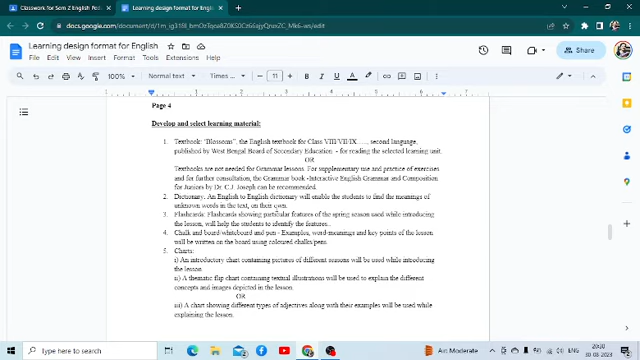 Classwork for Sem 2 English Ped
Learning design format for Engl
docs.google.com/document/d/
Learning design format for English
File Edit View Insert Format Tools Extensions Help
Share
100% Normal text Times ... 11 B I U A
Page 4
Develop and select learning material:
1. Textbook: "Blossoms", the English textbook for Class VIII/VII/IX ...., second language,
published by West Bengal Board of Secondary Education - for reading the selected learning unit.
OR
Textbooks are not needed for Grammar lessons. For supplementary use and practice of exercises
and for further consultation, the Grammar book - Interactive English Grammar and Composition
for Juniors by Dr. C.J. Joseph can be recommended.
2. Dictionary: An English to English dictionary will enable the students to find the meanings of
unknown words in the text, on their own.
3. Flashcards: Flashcards showing particular features of the spring season used while introducing
the lesson, will help the students to identify the features..
4. Chalk and board/whiteboard and pen - Examples, word-meanings and key points of the lesson
will be written on the board using coloured chalks/pens.
5. Charts:
i) An introductory chart containing pictures of different seasons will be used while introducing
the lesson.
ii) A thematic flip chart containing textual illustrations will be used to explain the different
concepts and images depicted in the lesson.
OR
iii) A chart showing different types of adjectives along with their examples will be used while
explaining the lesson.
Type here to search
Air: Moderate
ENG
20:30
30-08-2023